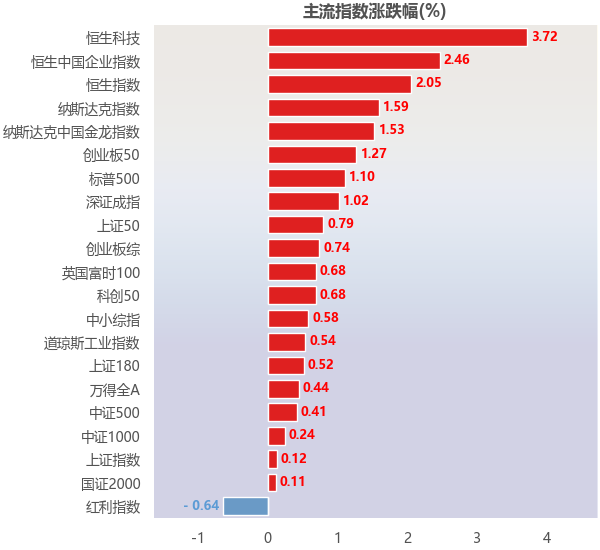 主流指数涨跌幅(%)
恒生科技 3.72
恒生中国企业指数 2.46
恒生指数 2.05
纳斯达克指数 1.59
纳斯达克中国金龙指数 1.53
创业板50 1.27
标普500 1.10
深证成指 1.02
上证50 0.79
创业板综 0.74
英国富时100 0.68
科创50 0.68
中小综指 0.58
道琼斯工业指数 0.54
上证180 0.52
万得全A 0.44
中证500 0.41
中证1000 0.24
上证指数 0.12
国证2000 0.11
红利指数 - 0.64
-1 0 1 2 3 4